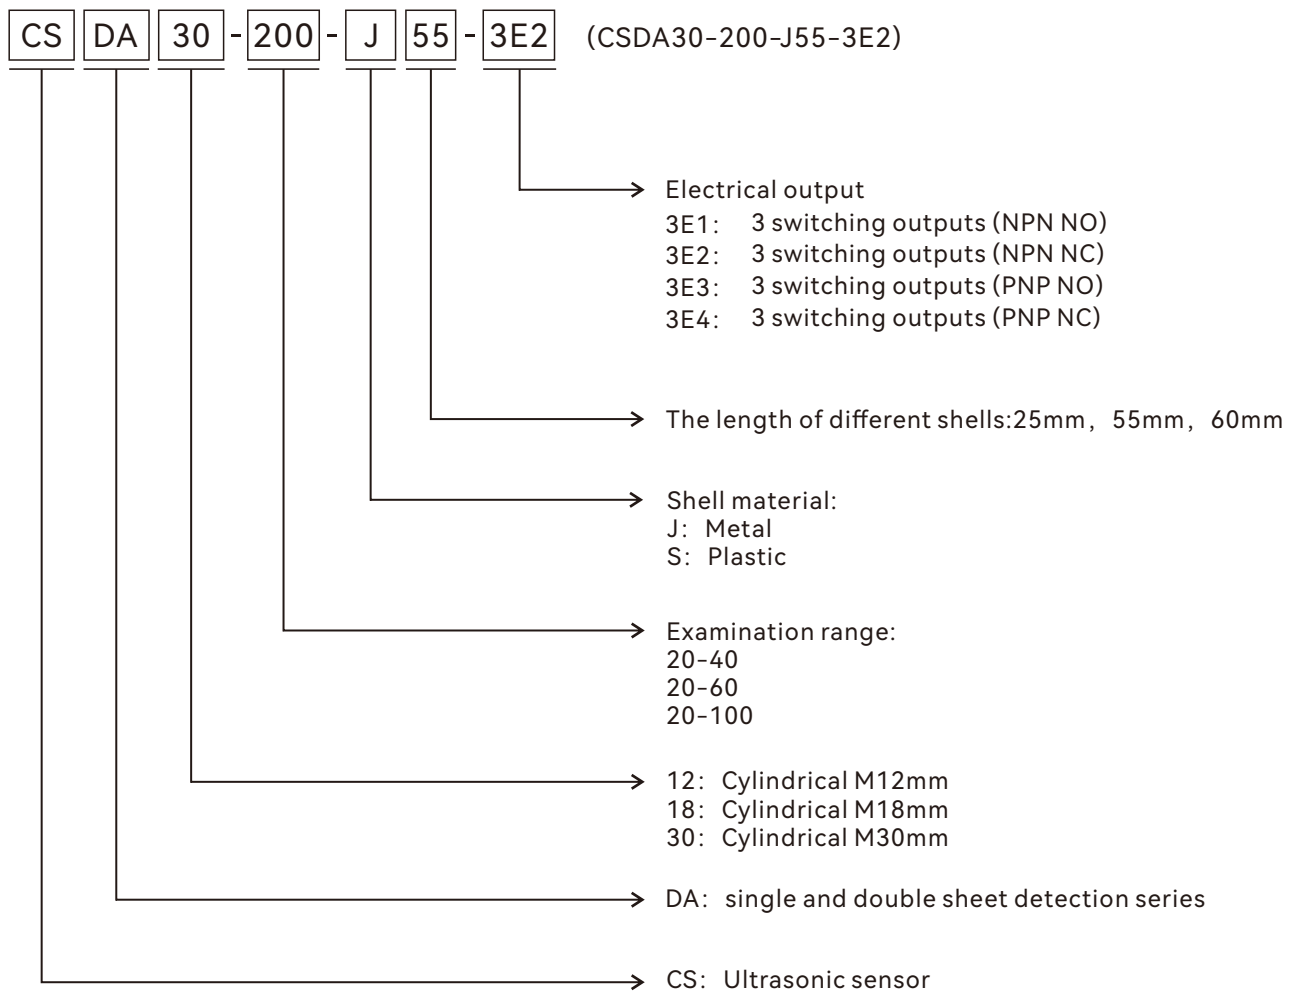 CS DA 30 - 200 - J 55 - 3E2 (CSDA30-200-J55-3E2)
Electrical output
3E1: 3 switching outputs (NPN NO)
3E2: 3 switching outputs (NPN NC)
3E3: 3 switching outputs (PNP NO)
3E4: 3 switching outputs (PNP NC)
The length of different shells:25mm, 55mm, 60mm
Shell material:
J: Metal
S: Plastic
Examination range:
20-40
20-60
20-100
12: Cylindrical M12mm
18: Cylindrical M18mm
30: Cylindrical M30mm
DA: single and double sheet detection series
CS: Ultrasonic sensor